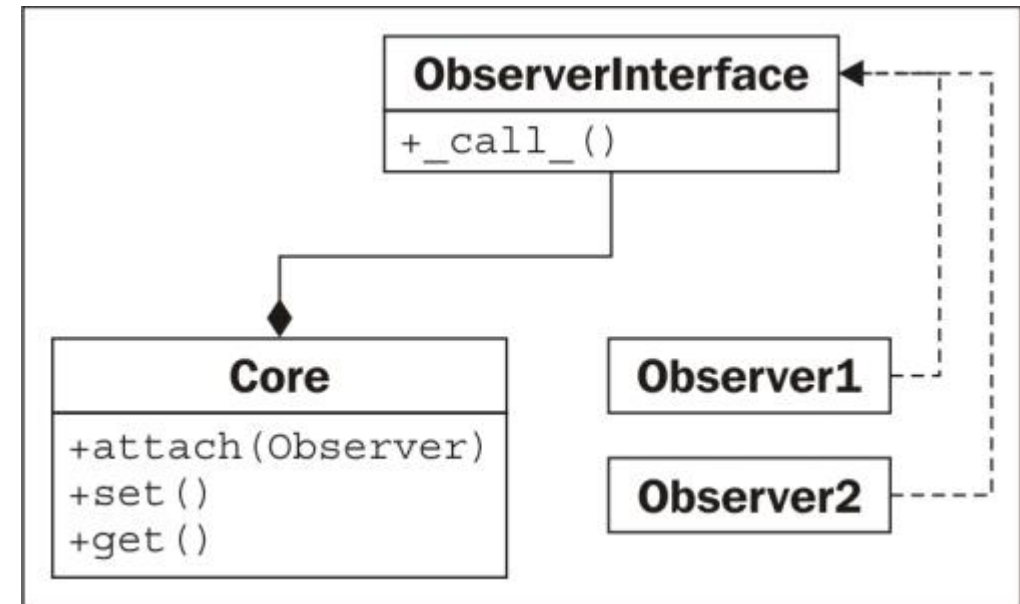 ObserverInterface
+_call_()
Core
+attach(Observer)
+set()
+get()
Observer1
Observer2